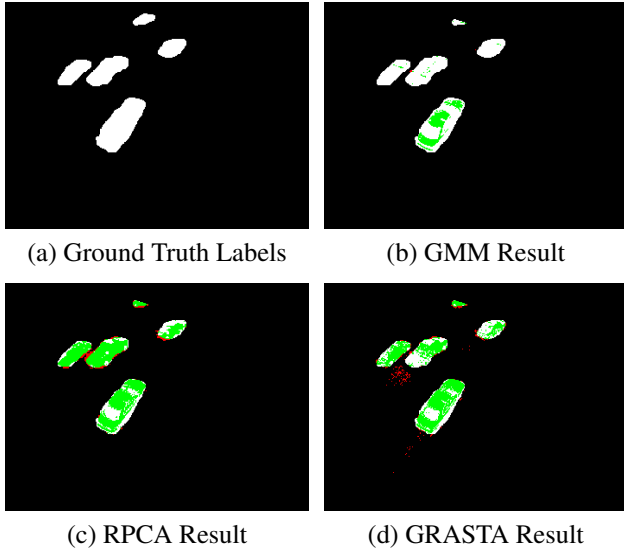 (a) Ground Truth Labels
(b) GMM Result
(c) RPCA Result
(d) GRASTA Result